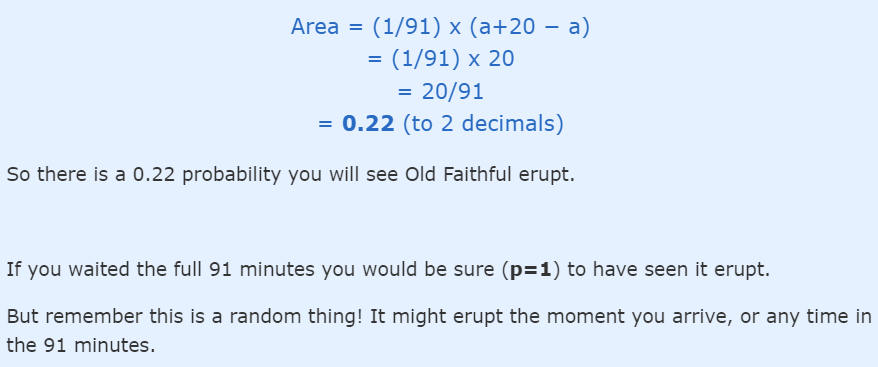 Area = (1/91) x (a+20 − a)
= (1/91) x 20
= 20/91
= 0.22 (to 2 decimals)
So there is a 0.22 probability you will see Old Faithful erupt.
If you waited the full 91 minutes you would be sure (p=1) to have seen it erupt.
But remember this is a random thing! It might erupt the moment you arrive, or any time in
the 91 minutes.